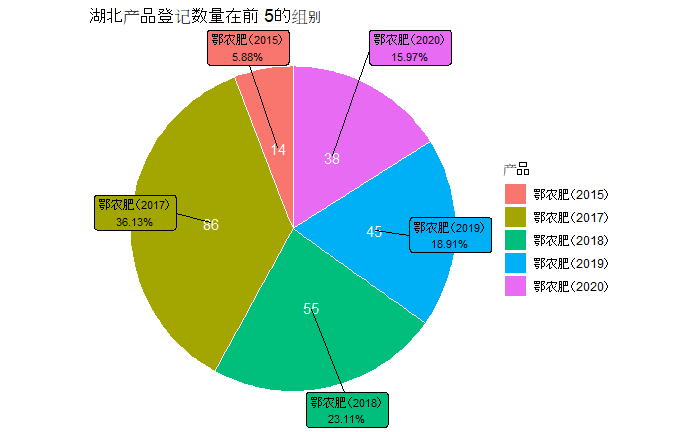 湖北产品登记数量在前 5的组别
鄂农肥(2015)
5.88%
鄂农肥(2020)
15.97%
14
38
产品
鄂农肥(2015)
鄂农肥(2017)
36.13%
86
鄂农肥(2017)
45
鄂农肥(2019)
18.91%
鄂农肥(2018)
鄂农肥(2019)
鄂农肥(2020)
55
鄂农肥(2018)
23.11%